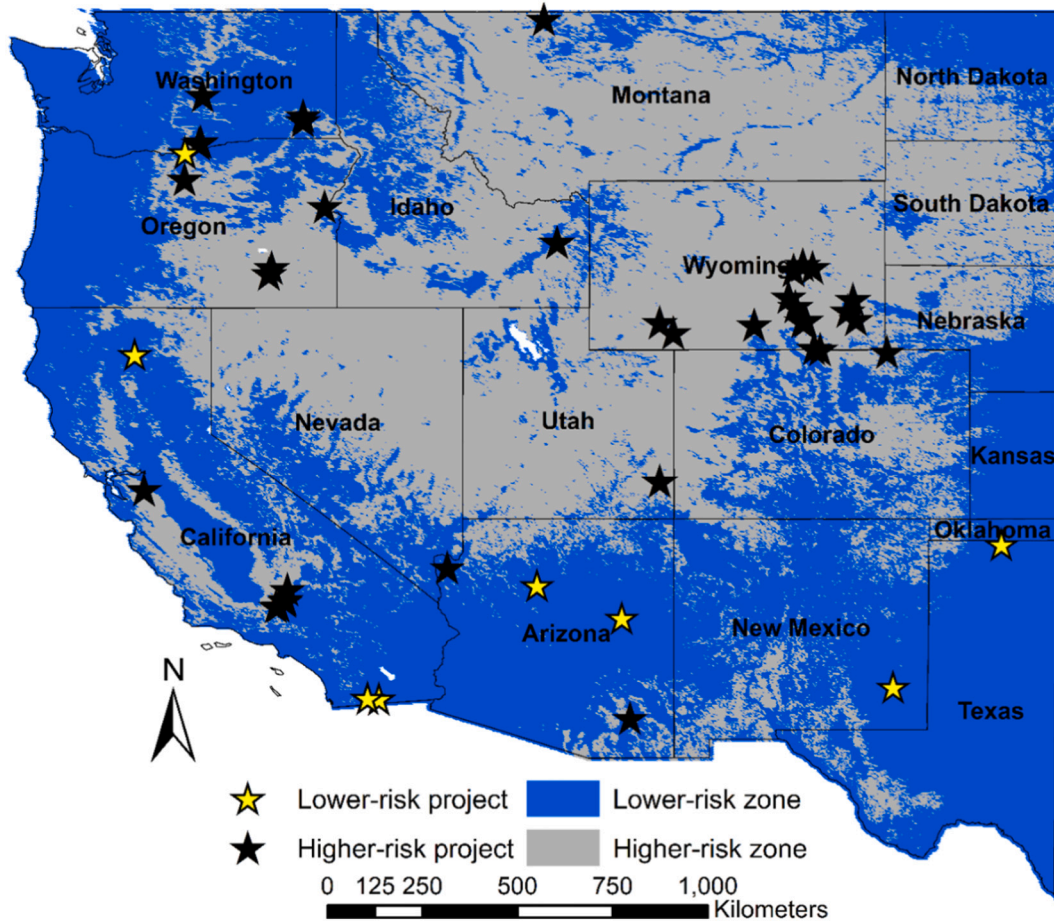 Washington
Montana
North Dakota
South Dakota
Idaho
Oregon
Wyoming
Nebraska
Nevada
Utah
Colorado
Kansas
California
Oklahoma
Arizona
New Mexico
Texas
N
Lower-risk project
Lower-risk zone
Higher-risk project
Higher-risk zone
0 125 250 500 750 1,000
Kilometers